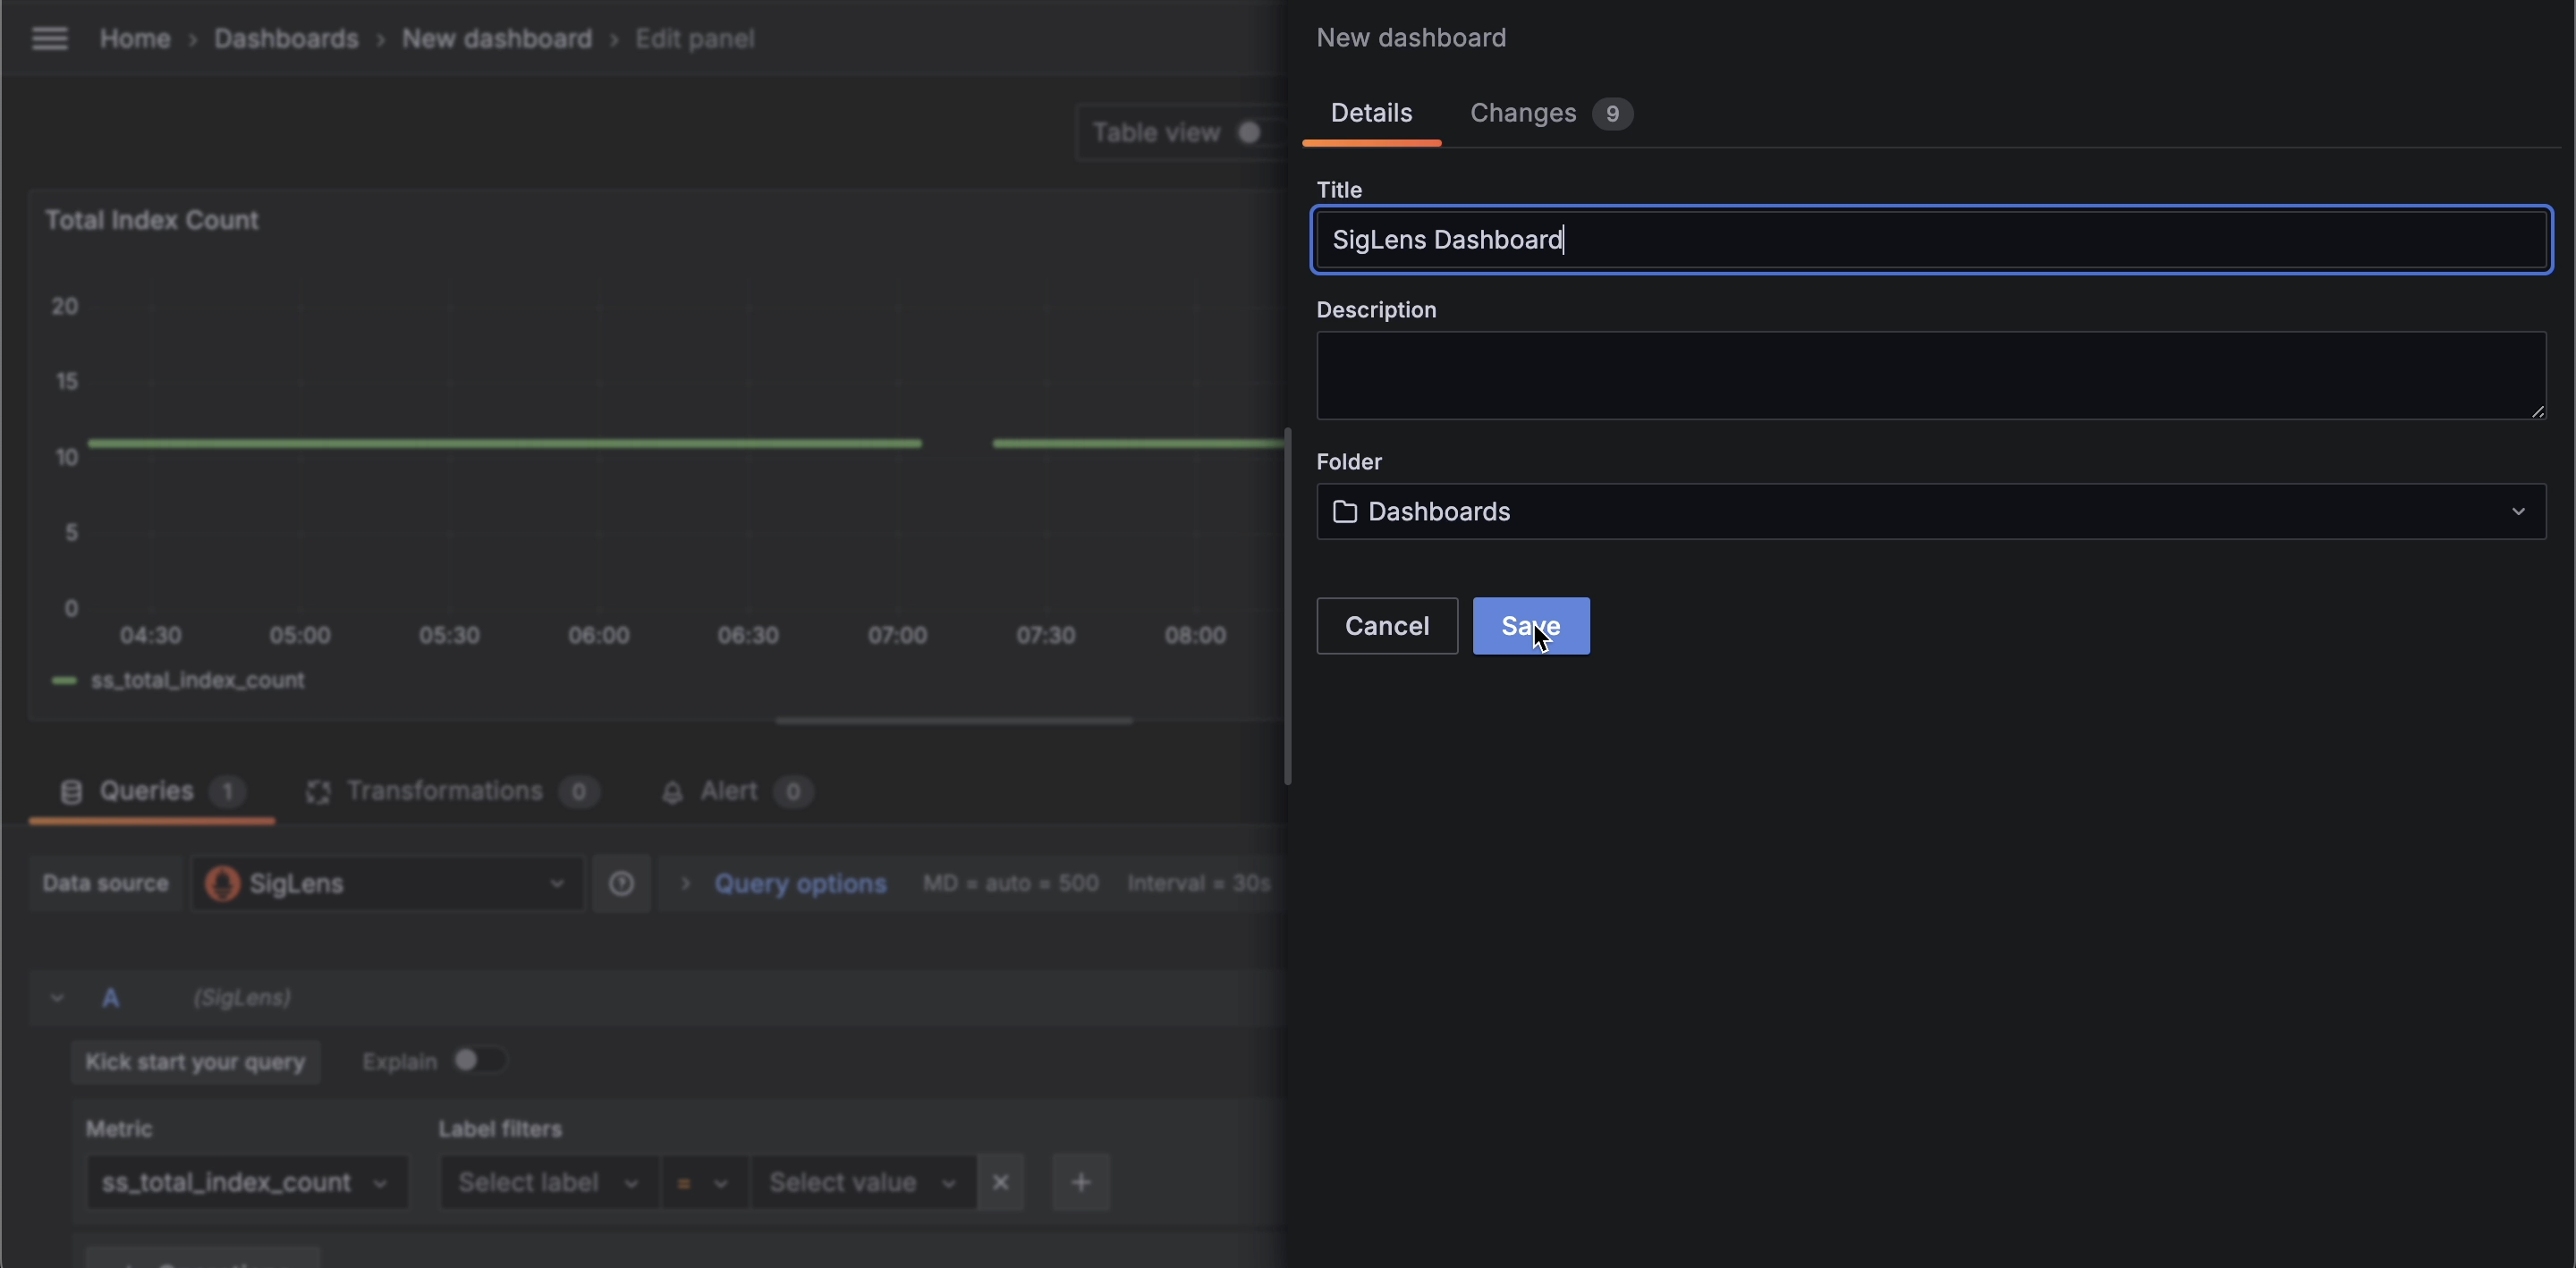 Home > Dashboards > New dashboard > Edit panel
Table view
Total Index Count
20
15
10
5
0
04:30 05:00 05:30 06:00 06:30 07:00 07:30 08:00
ss_total_index_count
Queries 1 Transformations 0 Alert 0
Data source SigLens Query options MD = auto = 500 Interval = 30s
A (SigLens)
Kick start your query Explain
Metric Label filters
ss_total_index_count Select label = Select value
New dashboard
Details Changes 9
Title
SigLens Dashboard
Description
Folder
Dashboards
Cancel Save